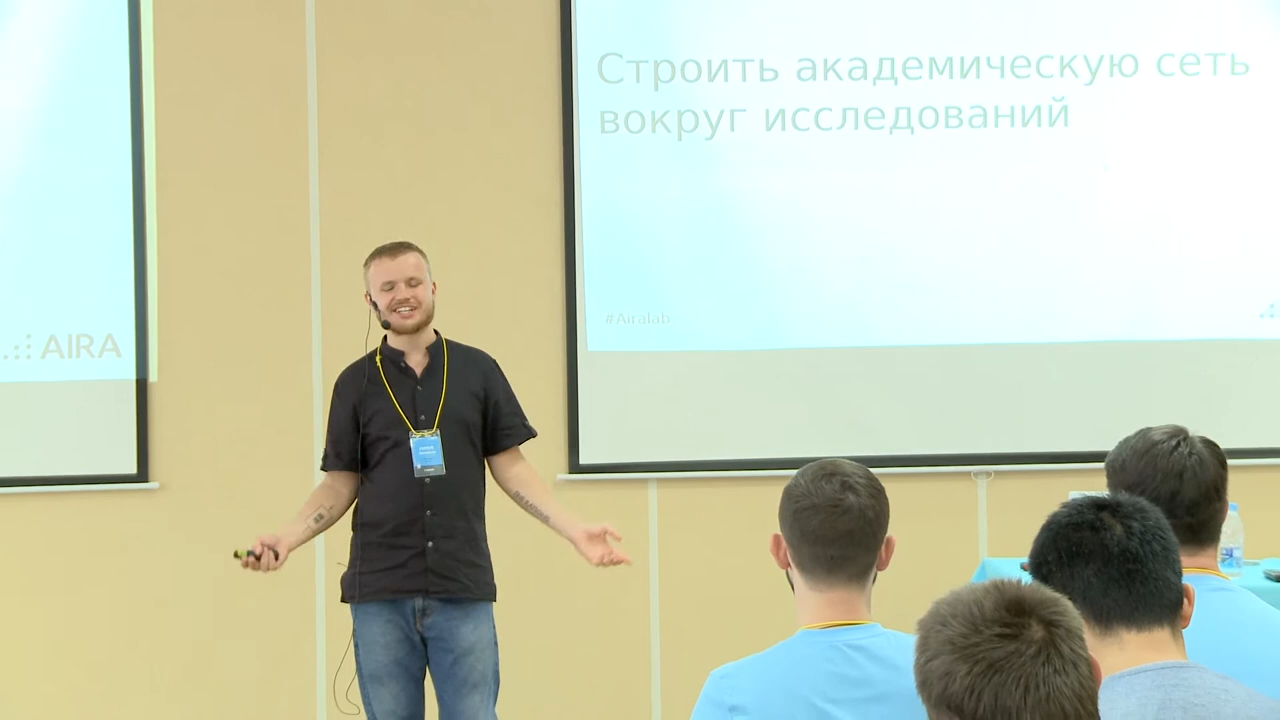 Строить академическую сеть
вокруг исследований
#Airalab
AIRA